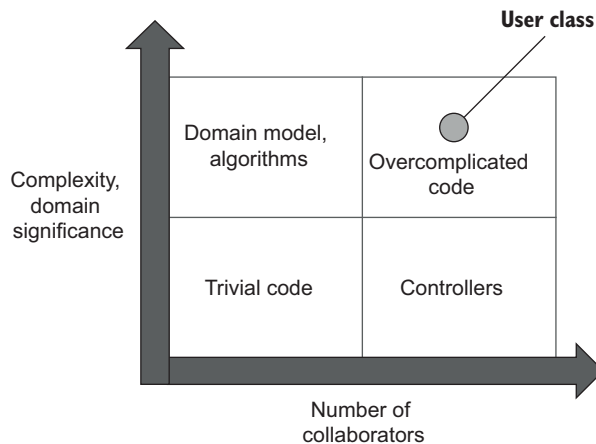 User class
Domain model,
algorithms
Overcomplicated
code
Complexity,
domain
significance
Trivial code
Controllers
Number of
collaborators